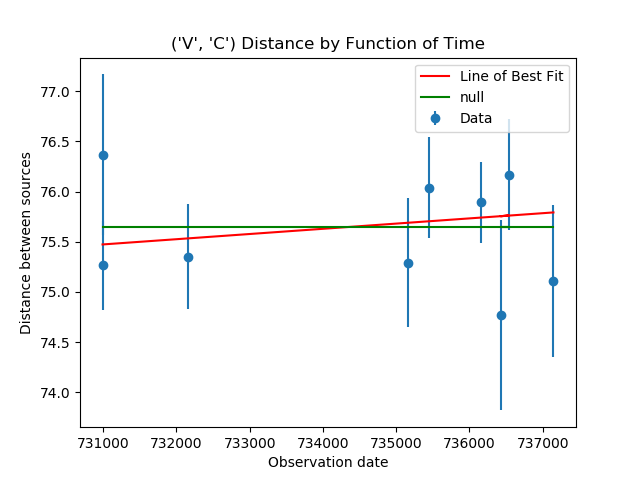 ('V', 'C') Distance by Function of Time
Line of Best Fit
null
Data
Distance between sources
77.0
76.5
76.0
75.5
75.0
74.5
74.0
731000 732000 733000 734000 735000 736000 737000
Observation date